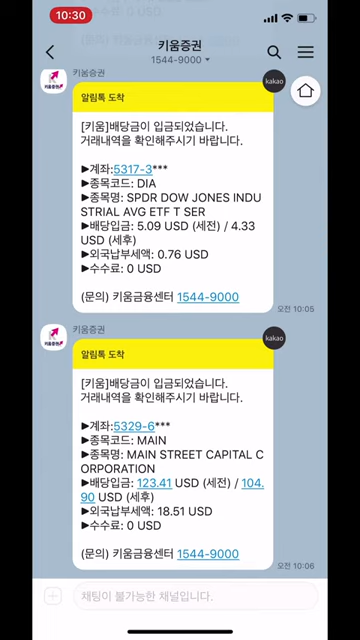 10:30
수수료: 0 USD
키움증권
1544-9000
키움증권
kakao
알림톡 도착
[키움]배당금이 입금되었습니다.
거래내역을 확인해주시기 바랍니다.
▶계좌:5317-3***
▶종목코드: DIA
▶종목명: SPDR DOW JONES INDU
STRIAL AVG ETF T SER
▶배당입금: 5.09 USD (세전) / 4.33
USD (세후)
▶외국납부세액: 0.76 USD
▶수수료: 0 USD
(문의) 키움금융센터 1544-9000
오전 10:05
키움증권
kakao
알림톡 도착
[키움]배당금이 입금되었습니다.
거래내역을 확인해주시기 바랍니다.
▶계좌:5329-6***
▶종목코드: MAIN
▶종목명: MAIN STREET CAPITAL C
ORPORATION
▶배당입금: 123.41 USD (세전) / 104.
90 USD (세후)
▶외국납부세액: 18.51 USD
▶수수료: 0 USD
(문의) 키움금융센터 1544-9000
오전 10:06
채팅이 불가능한 채널입니다.